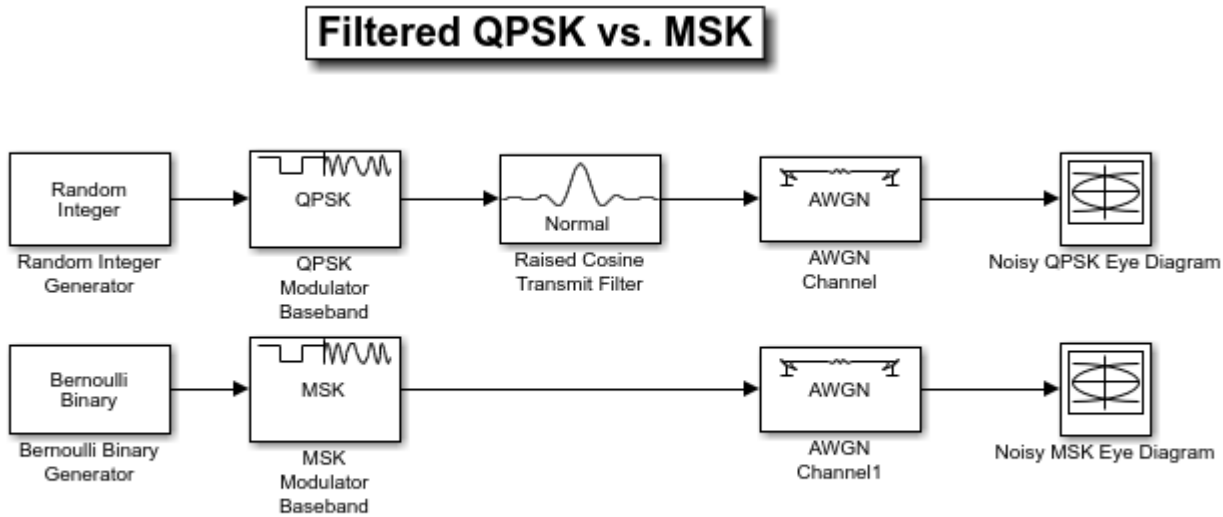 Filtered QPSK vs. MSK
Random
Integer
Random Integer
Generator
QPSK
QPSK
Modulator
Baseband
Normal
Raised Cosine
Transmit Filter
AWGN
AWGN
Channel
Noisy QPSK Eye Diagram
Bernoulli
Binary
Bernoulli Binary
Generator
MSK
MSK
Modulator
Baseband
AWGN
AWGN
Channel1
Noisy MSK Eye Diagram